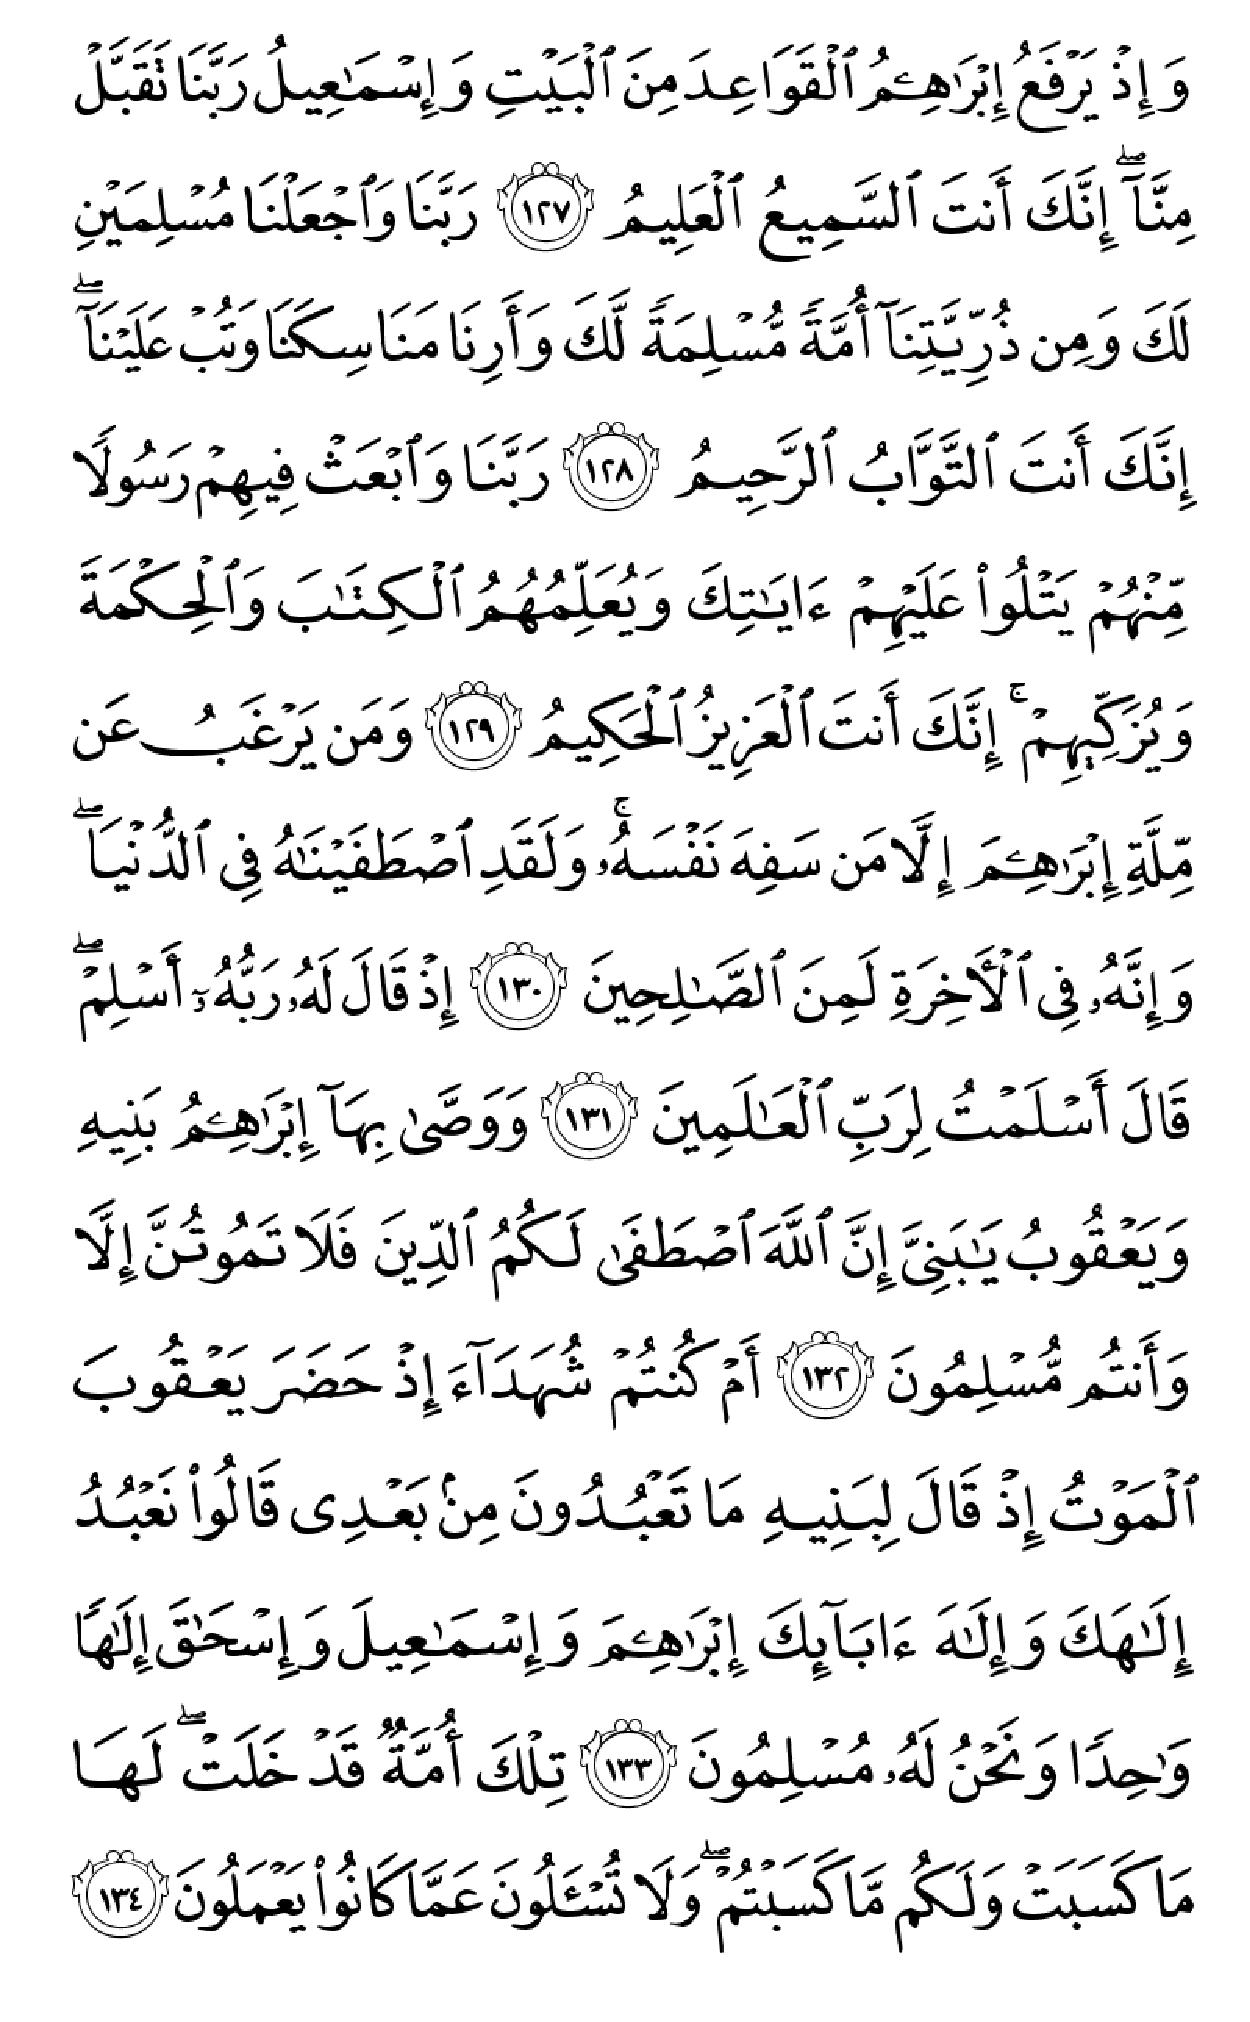 وَإِذۡ يَرۡفَعُ إِبۡرَٰهِـۧمُ ٱلۡقَوَاعِدَ مِنَ ٱلۡبَيۡتِ وَإِسۡمَٰعِيلُ رَبَّنَا تَقَبَّلۡ
مِنَّآۖ إِنَّكَ أَنتَ ٱلسَّمِيعُ ٱلۡعَلِيمُ ١٢٧ رَبَّنَا وَٱجۡعَلۡنَا مُسۡلِمَيۡنِ
لَكَ وَمِن ذُرِّيَّتِنَآ أُمَّةٗ مُّسۡلِمَةٗ لَّكَ وَأَرِنَا مَنَاسِكَنَا وَتُبۡ عَلَيۡنَآۖ
إِنَّكَ أَنتَ ٱلتَّوَّابُ ٱلرَّحِيمُ ١٢٨ رَبَّنَا وَٱبۡعَثۡ فِيهِمۡ رَسُولٗا
مِّنۡهُمۡ يَتۡلُواْ عَلَيۡهِمۡ ءَايَٰتِكَ وَيُعَلِّمُهُمُ ٱلۡكِتَٰبَ وَٱلۡحِكۡمَةَ
وَيُزَكِّيهِمۡۚ إِنَّكَ أَنتَ ٱلۡعَزِيزُ ٱلۡحَكِيمُ ١٢٩ وَمَن يَرۡغَبُ عَن
مِّلَّةِ إِبۡرَٰهِـۧمَ إِلَّا مَن سَفِهَ نَفۡسَهُۥۚ وَلَقَدِ ٱصۡطَفَيۡنَٰهُ فِي ٱلدُّنۡيَاۖ
وَإِنَّهُۥ فِي ٱلۡأٓخِرَةِ لَمِنَ ٱلصَّٰلِحِينَ ١٣٠ إِذۡ قَالَ لَهُۥ رَبُّهُۥٓ أَسۡلِمۡۖ
قَالَ أَسۡلَمۡتُ لِرَبِّ ٱلۡعَٰلَمِينَ ١٣١ وَوَصَّىٰ بِهَآ إِبۡرَٰهِـۧمُ بَنِيهِ
وَيَعۡقُوبُ يَٰبَنِيَّ إِنَّ ٱللَّهَ ٱصۡطَفَىٰ لَكُمُ ٱلدِّينَ فَلَا تَمُوتُنَّ إِلَّا
وَأَنتُم مُّسۡلِمُونَ ١٣٢ أَمۡ كُنتُمۡ شُهَدَآءَ إِذۡ حَضَرَ يَعۡقُوبَ
ٱلۡمَوۡتُ إِذۡ قَالَ لِبَنِيهِ مَا تَعۡبُدُونَ مِنۢ بَعۡدِي قَالُواْ نَعۡبُدُ
إِلَٰهَكَ وَإِلَٰهَ ءَابَآئِكَ إِبۡرَٰهِـۧمَ وَإِسۡمَٰعِيلَ وَإِسۡحَٰقَ إِلَٰهٗا
وَٰحِدٗا وَنَحۡنُ لَهُۥ مُسۡلِمُونَ ١٣٣ تِلۡكَ أُمَّةٞ قَدۡ خَلَتۡۖ لَهَا
مَا كَسَبَتۡ وَلَكُم مَّا كَسَبۡتُمۡۖ وَلَا تُسۡـَٔلُونَ عَمَّا كَانُواْ يَعۡمَلُونَ ١٣٤